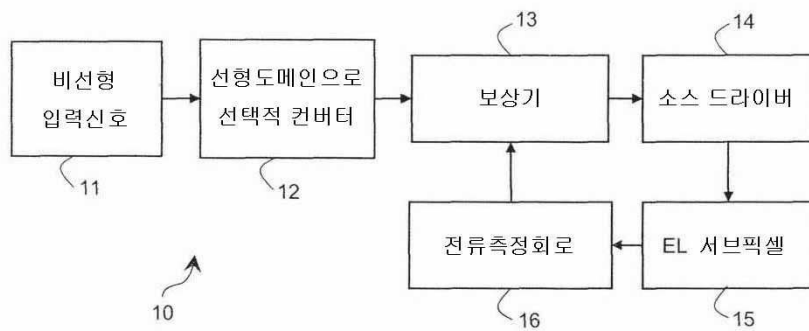 13
14
비선형
입력신호
선형도메인으로
선택적 컨버터
보상기
소스 드라이버
11
12
전류측정회로
EL 서브픽셀
10
16
15